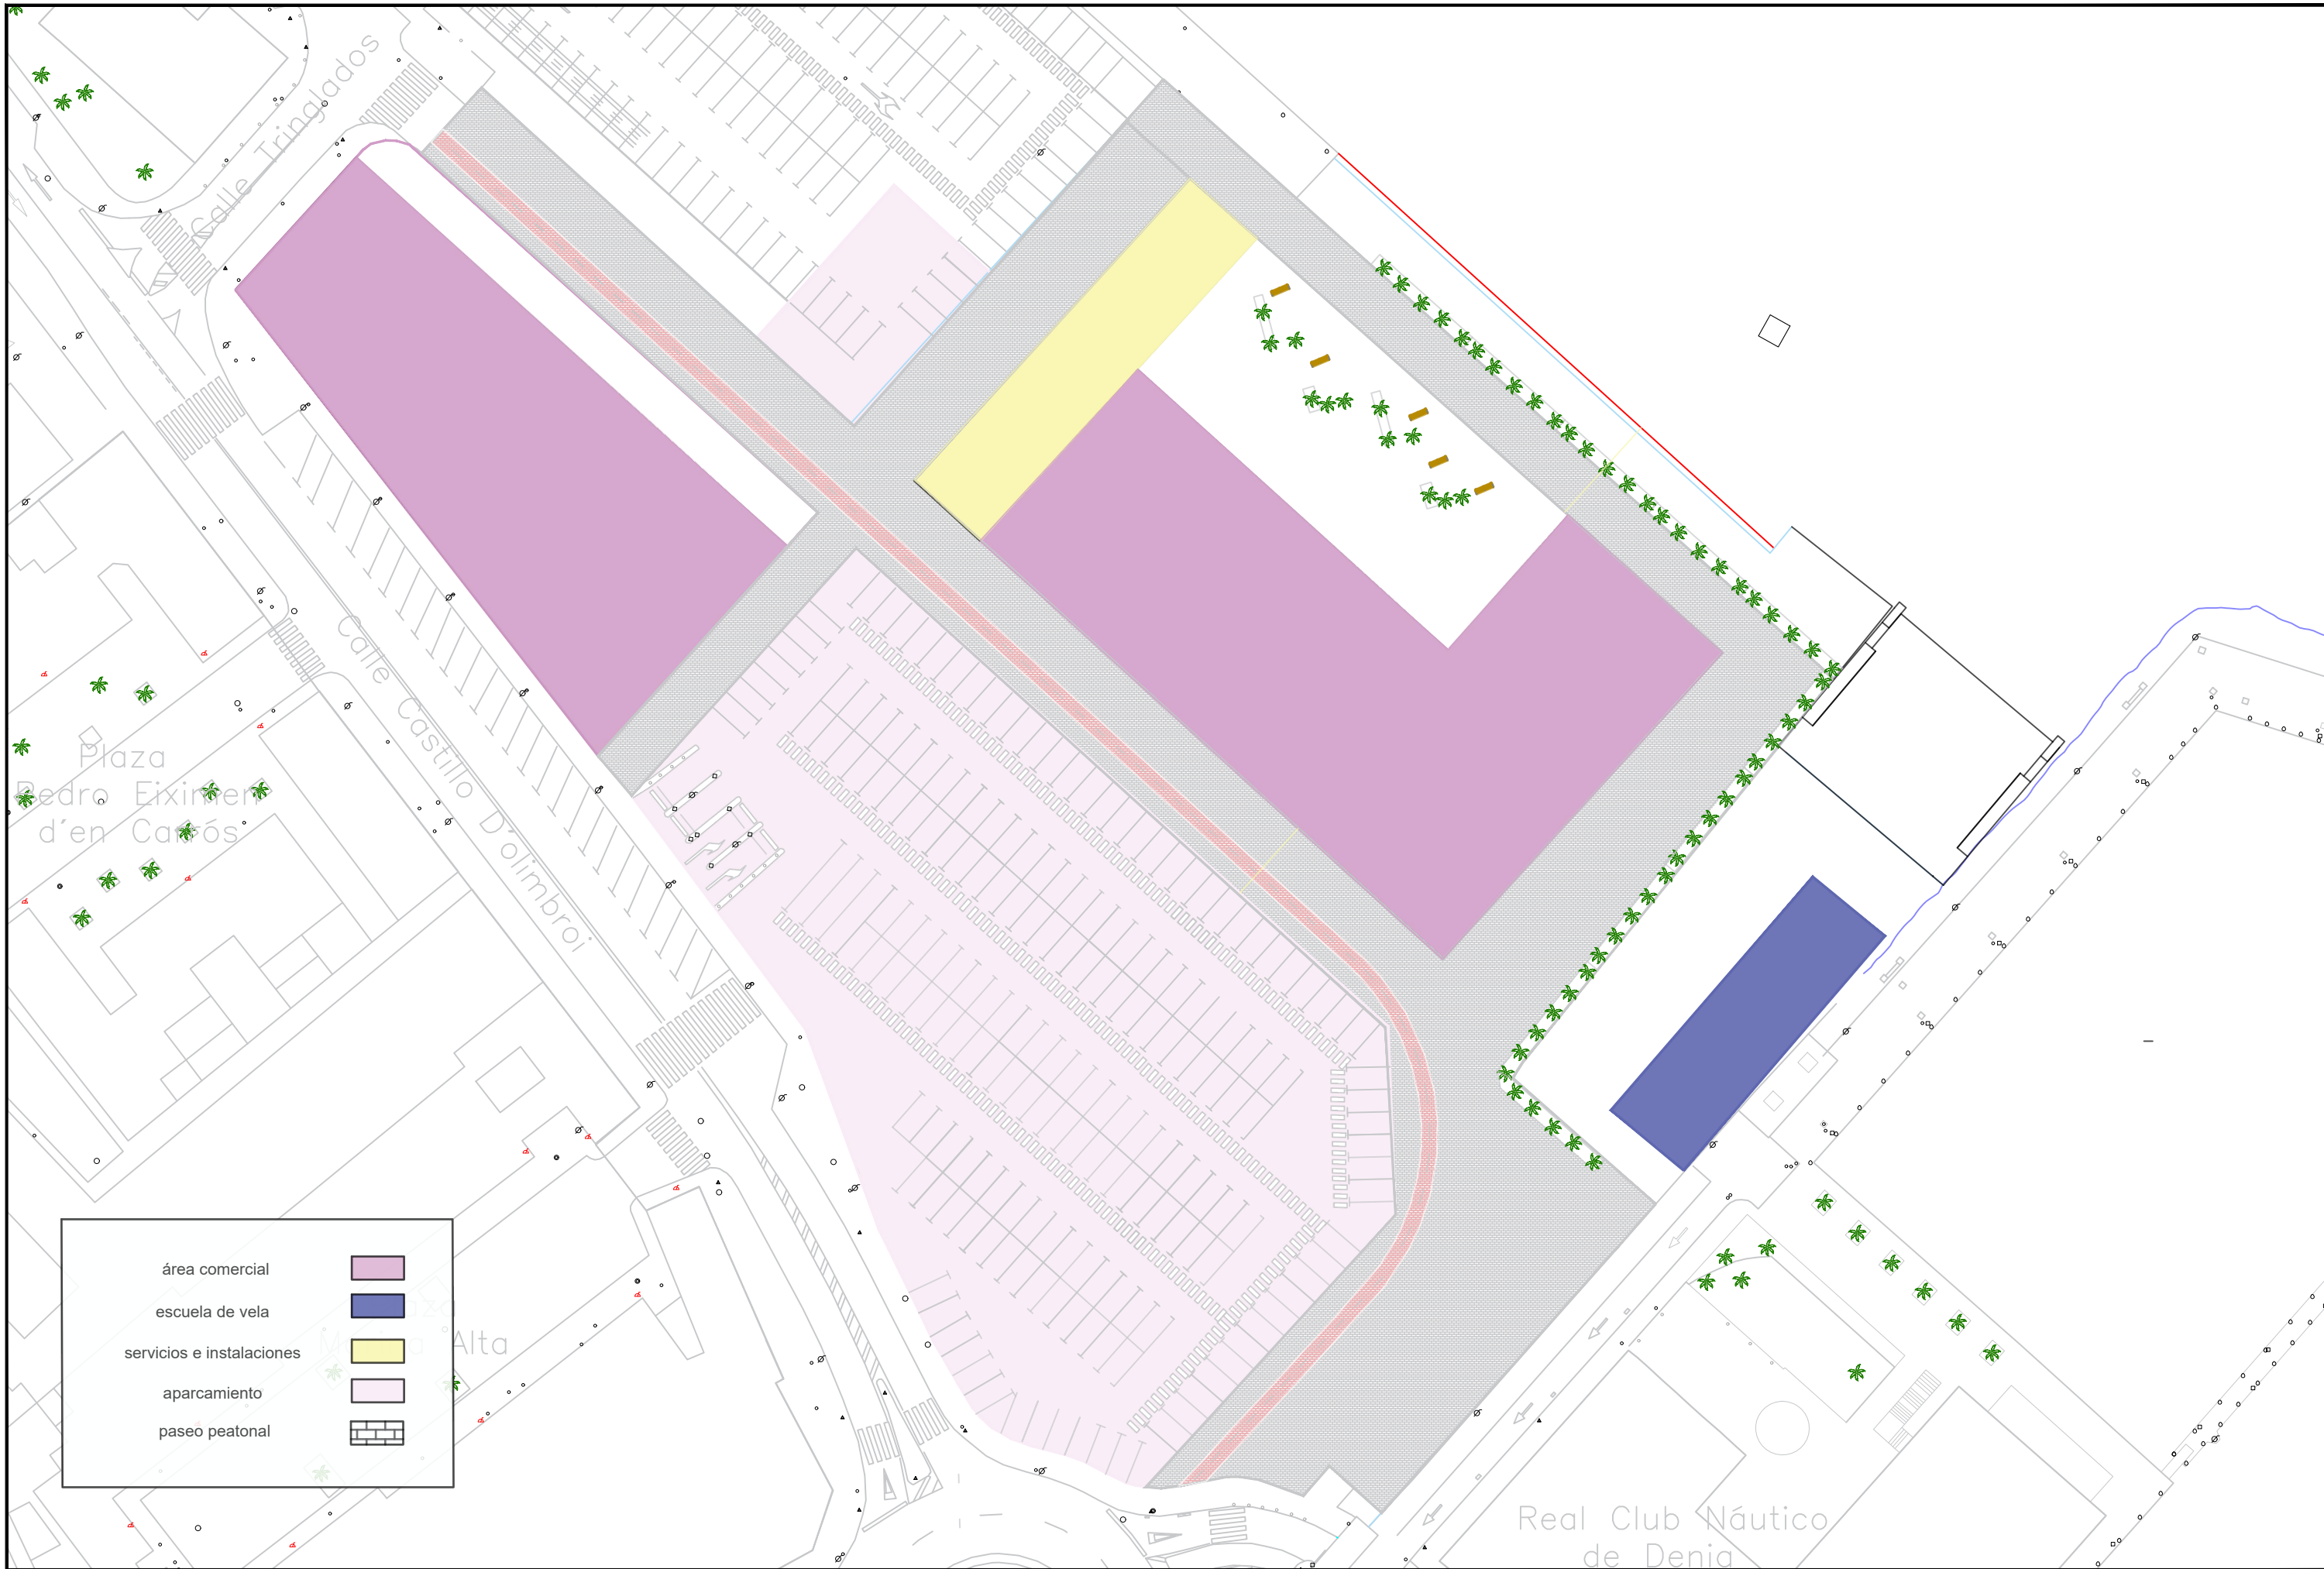 Calle Tringlados
Calle Castillo D'olimbroi
Plaza
Pedro Eiximen
d'en Carrós
área comercial
escuela de vela
servicios e instalaciones
aparcamiento
paseo peatonal
Alta
Real Club Náutico
de Denia